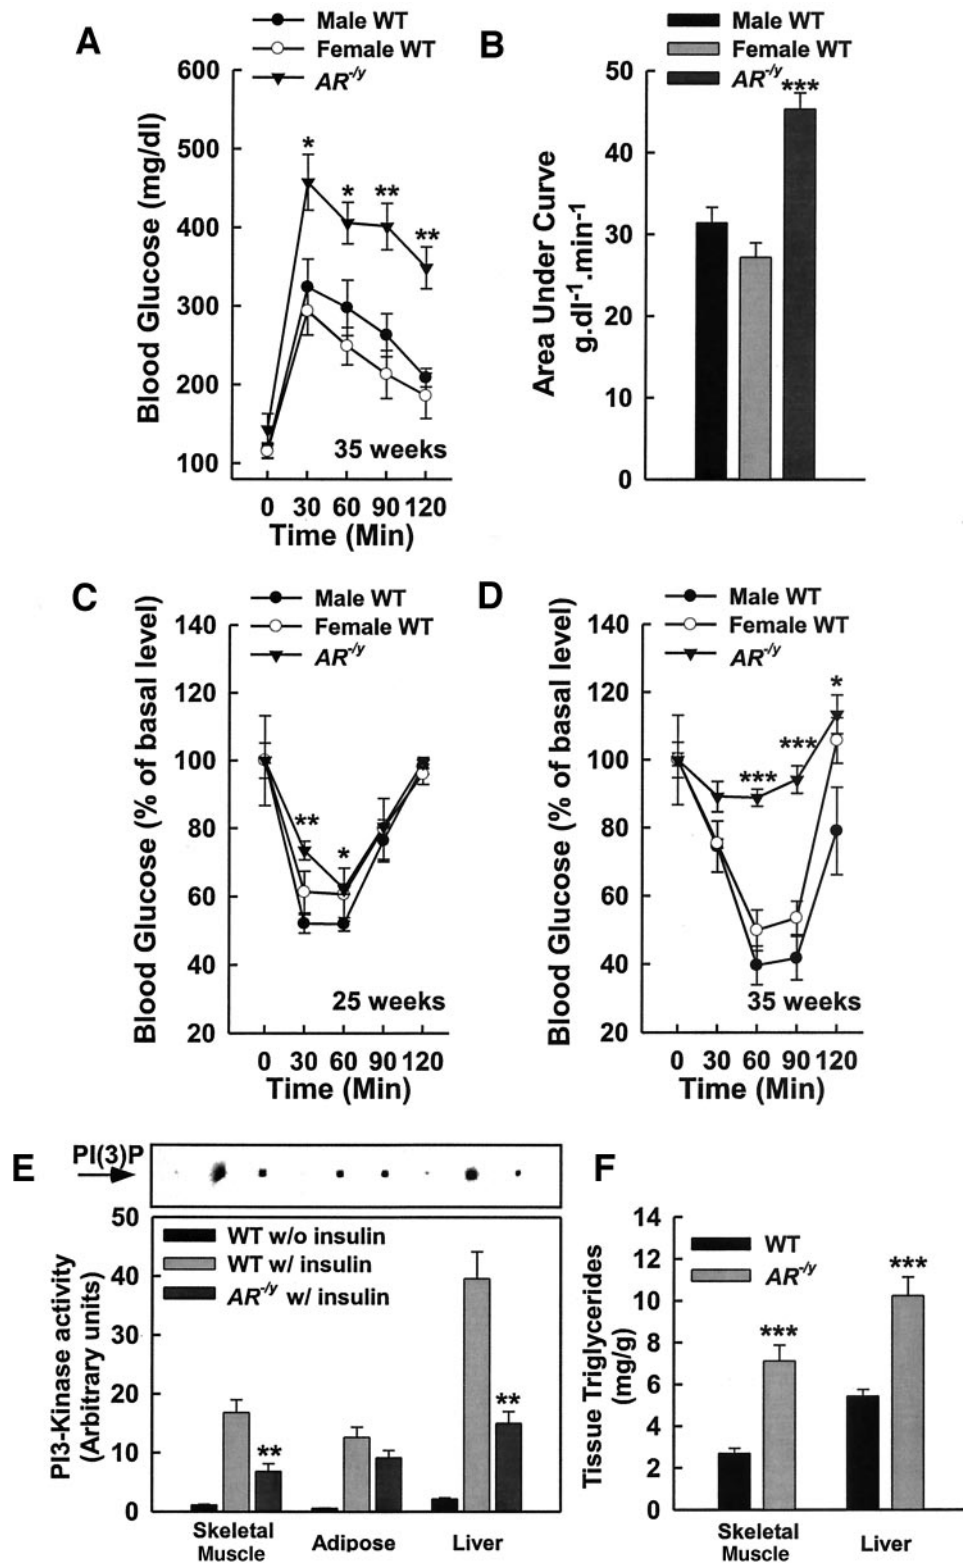 A
Male WT
Female WT
AR-/y
Blood Glucose (mg/dl)
600
500
400
300
200
100
*
*
**
**
35 weeks
0 30 60 90 120
Time (Min)
B
Male WT
Female WT
AR-/y
Area Under Curve
g.dl-1.min-1
50
40
30
20
10
0
***
C
Male WT
Female WT
AR-/y
Blood Glucose (% of basal level)
140
120
100
80
60
40
20
**
*
25 weeks
0 30 60 90 120
Time (Min)
D
Male WT
Female WT
AR-/y
Blood Glucose (% of basal level)
140
120
100
80
60
40
20
***
***
*
35 weeks
0 30 60 90 120
Time (Min)
E
PI(3)P
PI3-Kinase activity
(Arbitrary units)
50
40
30
20
10
0
WT w/o insulin
WT w/ insulin
AR-/y w/ insulin
**
**
Skeletal
Muscle
Adipose
Liver
F
Tissue Triglycerides
(mg/g)
14
12
10
8
6
4
2
0
WT
AR-/y
***
***
Skeletal
Muscle
Liver